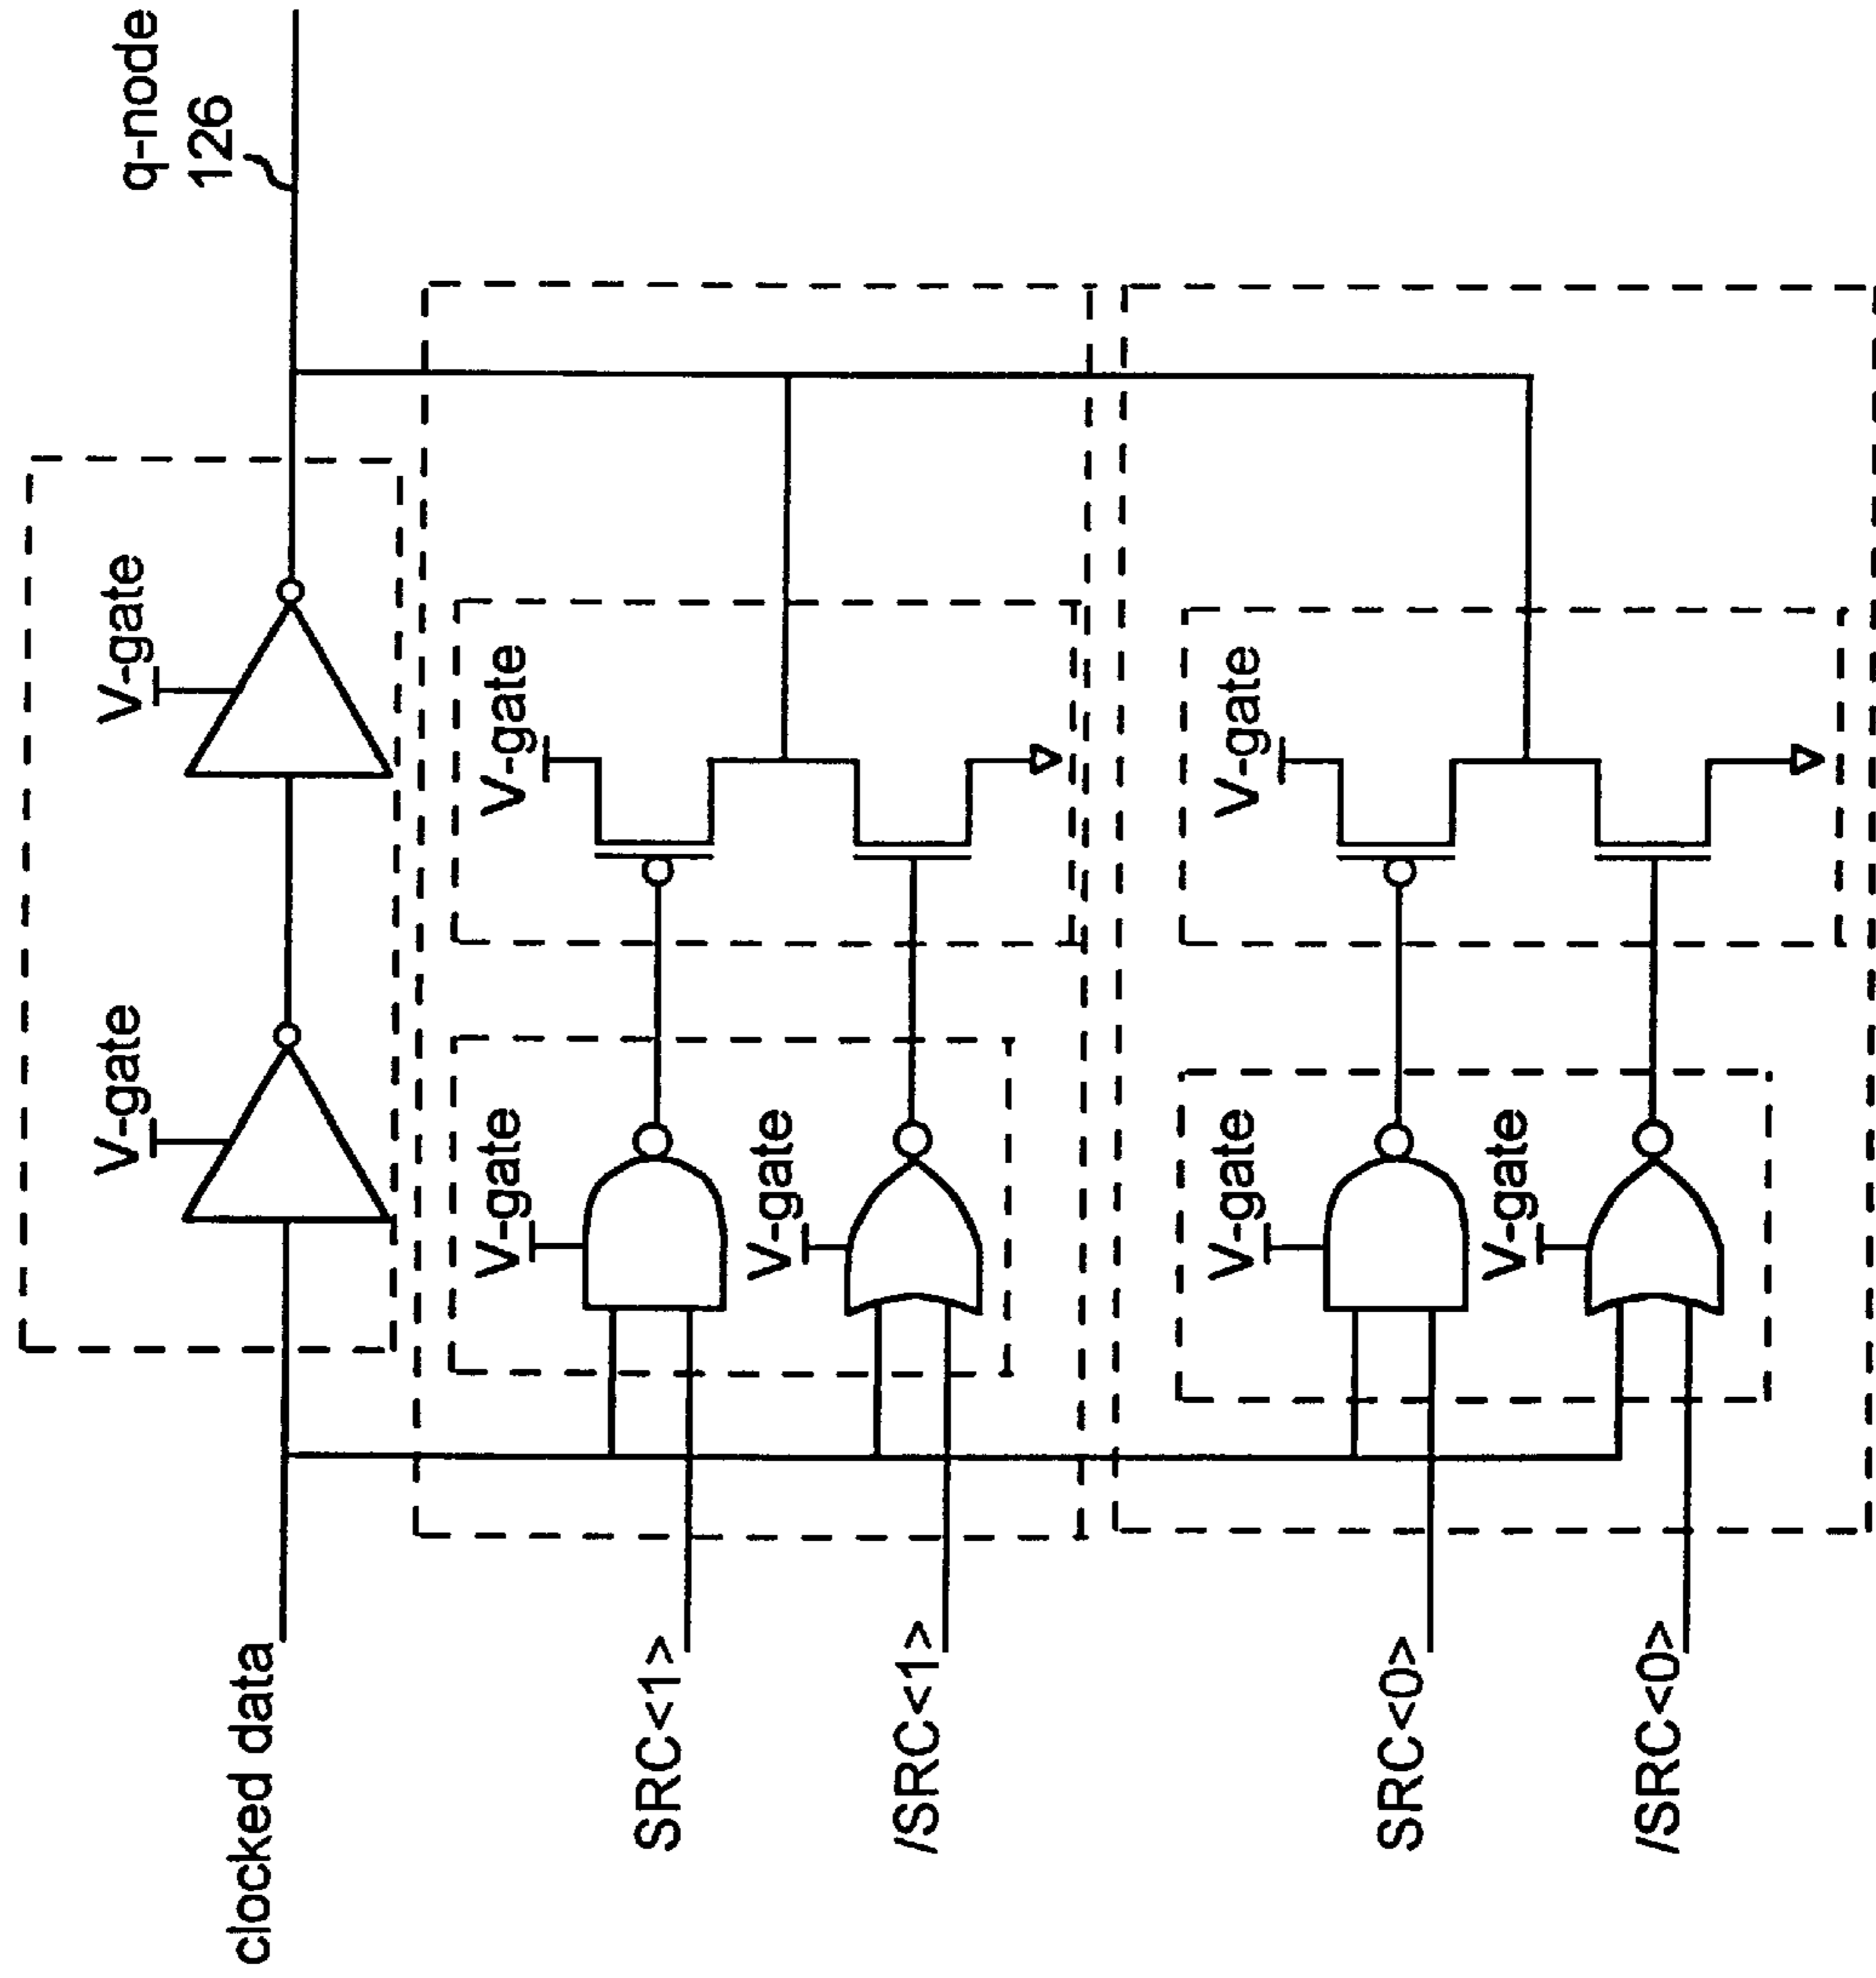 V-gate
V-gate
q-node
126
clocked data
V-gate
V-gate
SRC<1>
V-gate
/SRC<1>
V-gate
V-gate
SRC<0>
V-gate
/SRC<0>